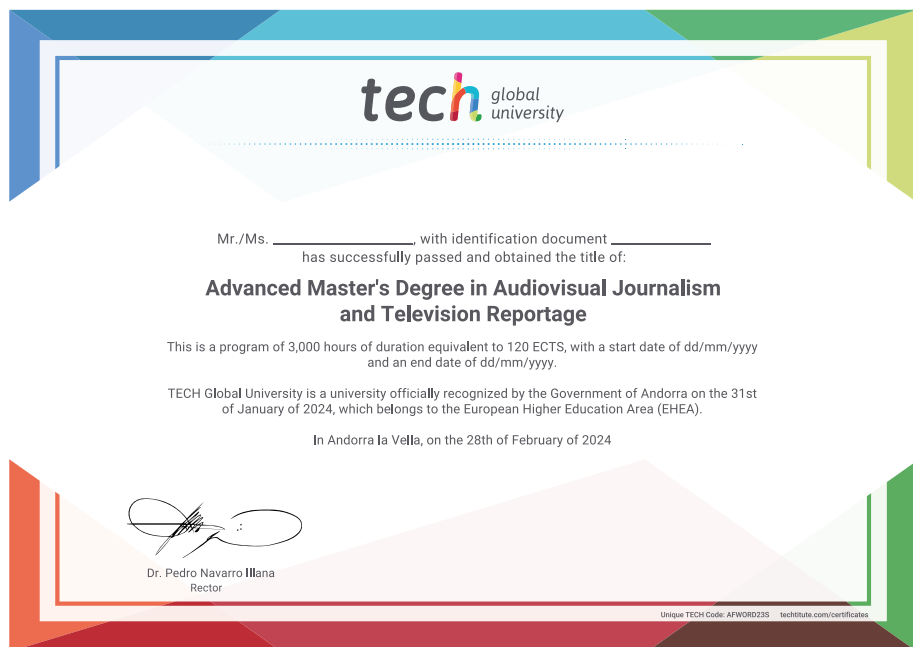 tech global university
Mr./Ms. ________________, with identification document ______________
has successfully passed and obtained the title of:
Advanced Master's Degree in Audiovisual Journalism
and Television Reportage
This is a program of 3,000 hours of duration equivalent to 120 ECTS, with a start date of dd/mm/yyyy
and an end date of dd/mm/yyyy.
TECH Global University is a university officially recognized by the Government of Andorra on the 31st
of January of 2024, which belongs to the European Higher Education Area (EHEA).
In Andorra la Vella, on the 28th of February of 2024
Dr. Pedro Navarro Illana
Rector
Unique TECH Code: AFWORD23S techtitute.com/certificates